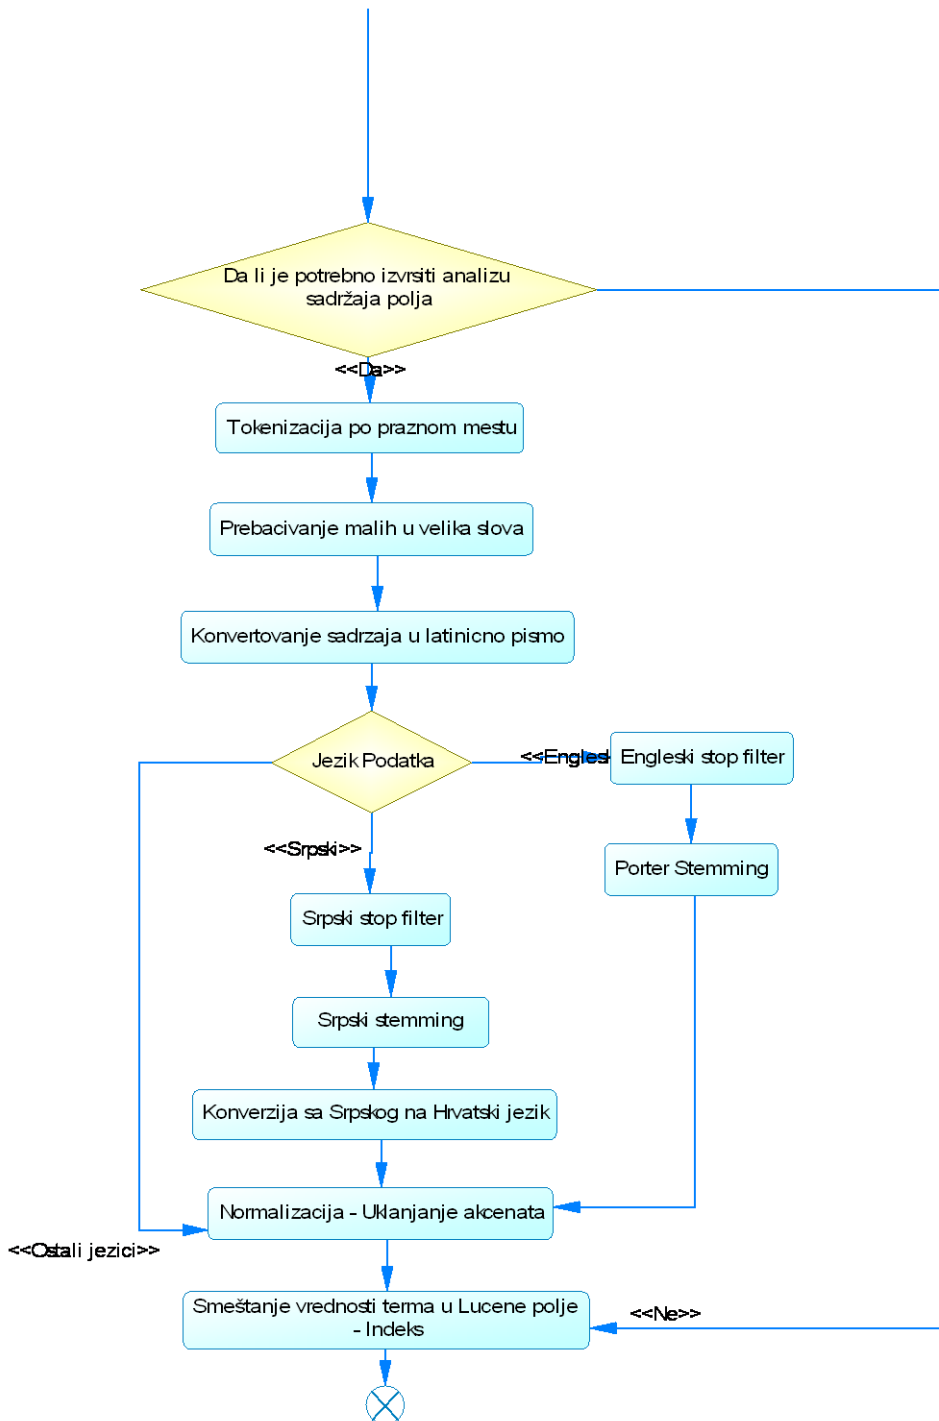 Da li je potrebno izvrsiti analizu
sadržaja polja
<<Da>>
Tokenizacija po praznom mestu
Prebacivanje malih u velika slova
Konvertovanje sadrzaja u latinicno pismo
Jezik Podatka
<<Englesk
Engleski stop filter
<<Srpski>>
Porter Stemming
Srpski stop filter
Srpski stemming
Konverzija sa Srpskog na Hrvatski jezik
Normalizacija - Uklanjanje akcenata
<<Ostali jezici>>
Smeštanje vrednosti terma u Lucene polje
- Indeks
<<Ne>>